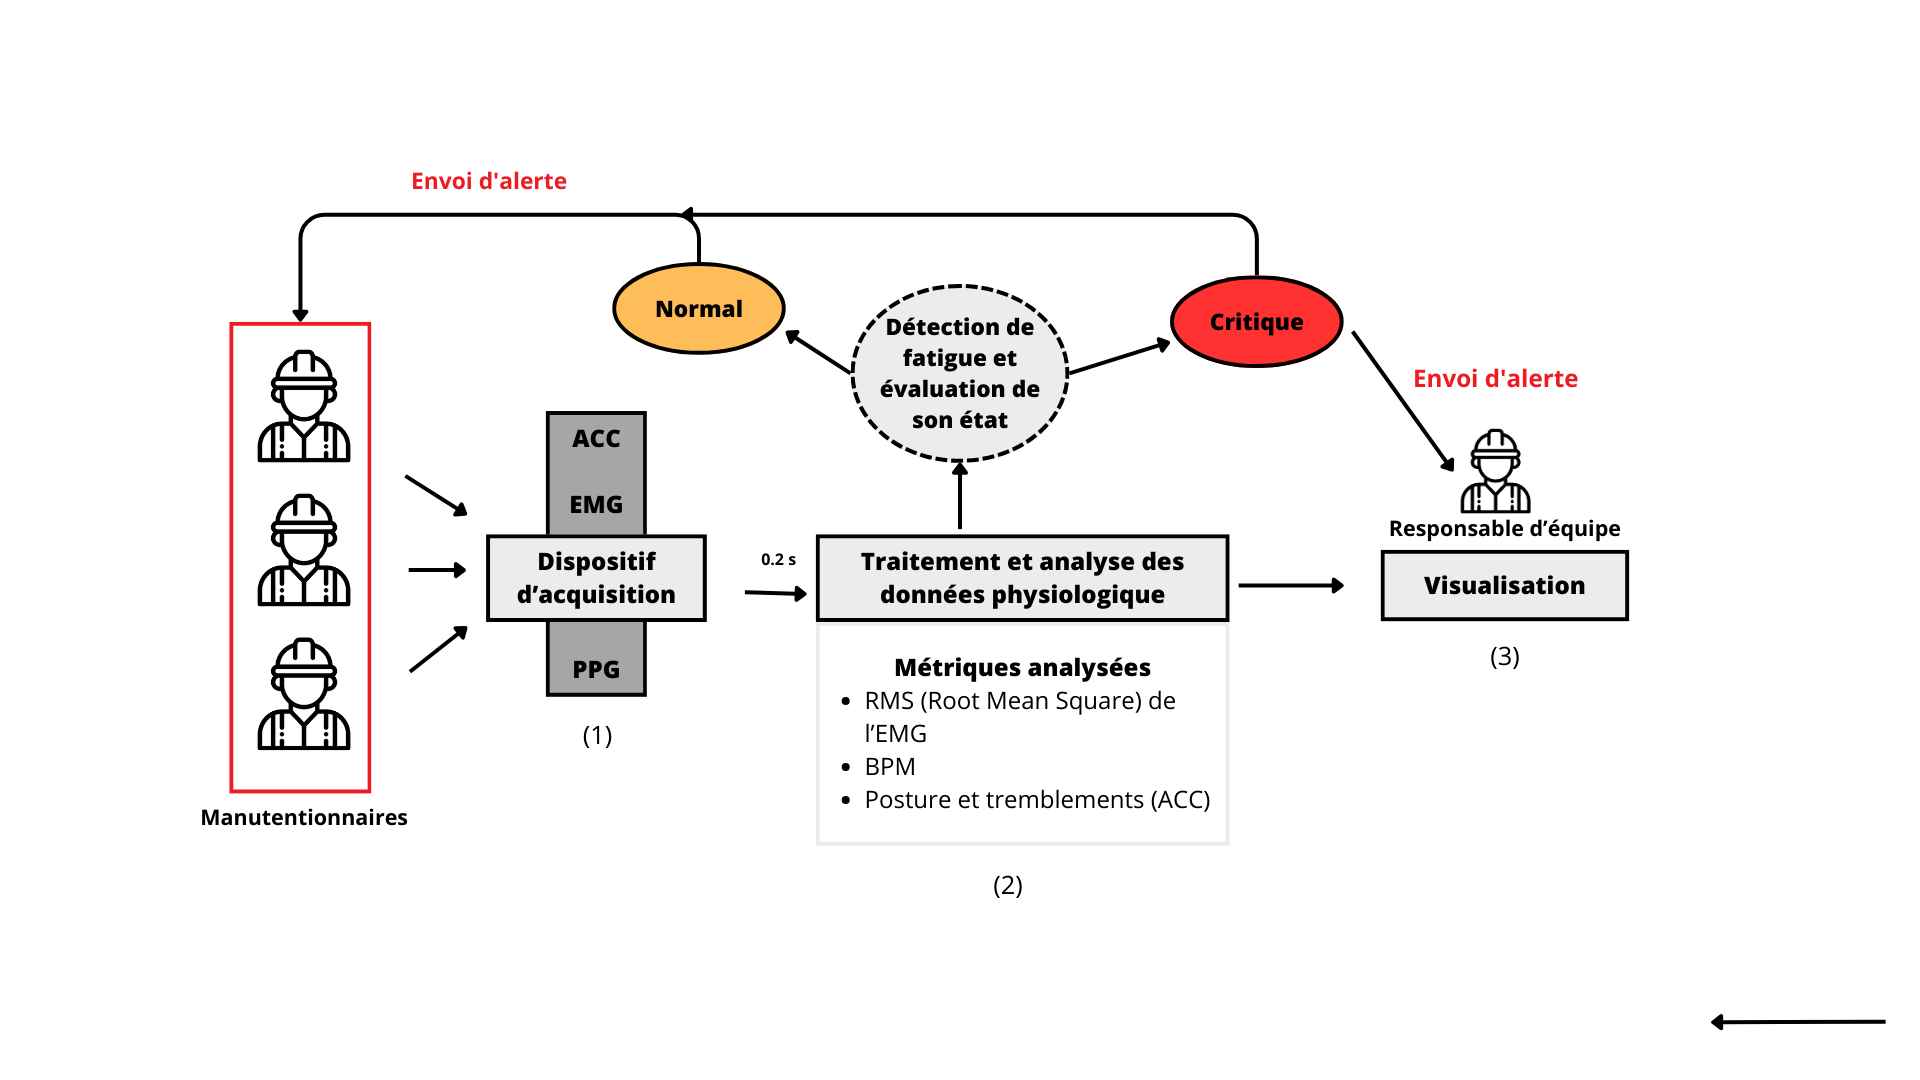 Envoi d'alerte
Normal
Détection de
fatigue et
évaluation de
son état
Critique
Envoi d'alerte
ACC
EMG
Dispositif
d’acquisition
PPG
(1)
0.2 s
Traitement et analyse des
données physiologique
Métriques analysées
• RMS (Root Mean Square) de
l’EMG
• BPM
• Posture et tremblements (ACC)
(2)
Responsable d’équipe
Visualisation
(3)
Manutentionnaires